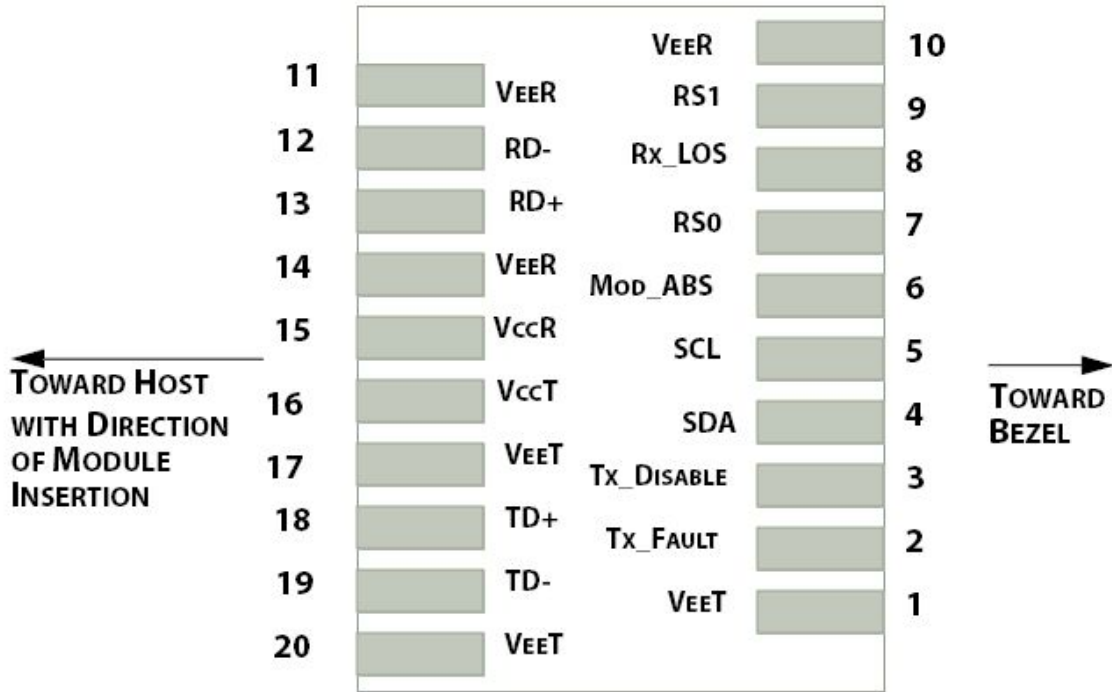 11 VEER
12 RD-
13 RD+
14 VEER
15 VCCR
16 VCCT
17 VEET
18 TD+
19 TD-
20 VEET
VEER 10
RS1 9
RX_LOS 8
RS0 7
MOD_ABS 6
SCL 5
SDA 4
TX_DISABLE 3
TX_FAULT 2
VEET 1
TOWARD HOST
WITH DIRECTION
OF MODULE
INSERTION
TOWARD
BEZEL